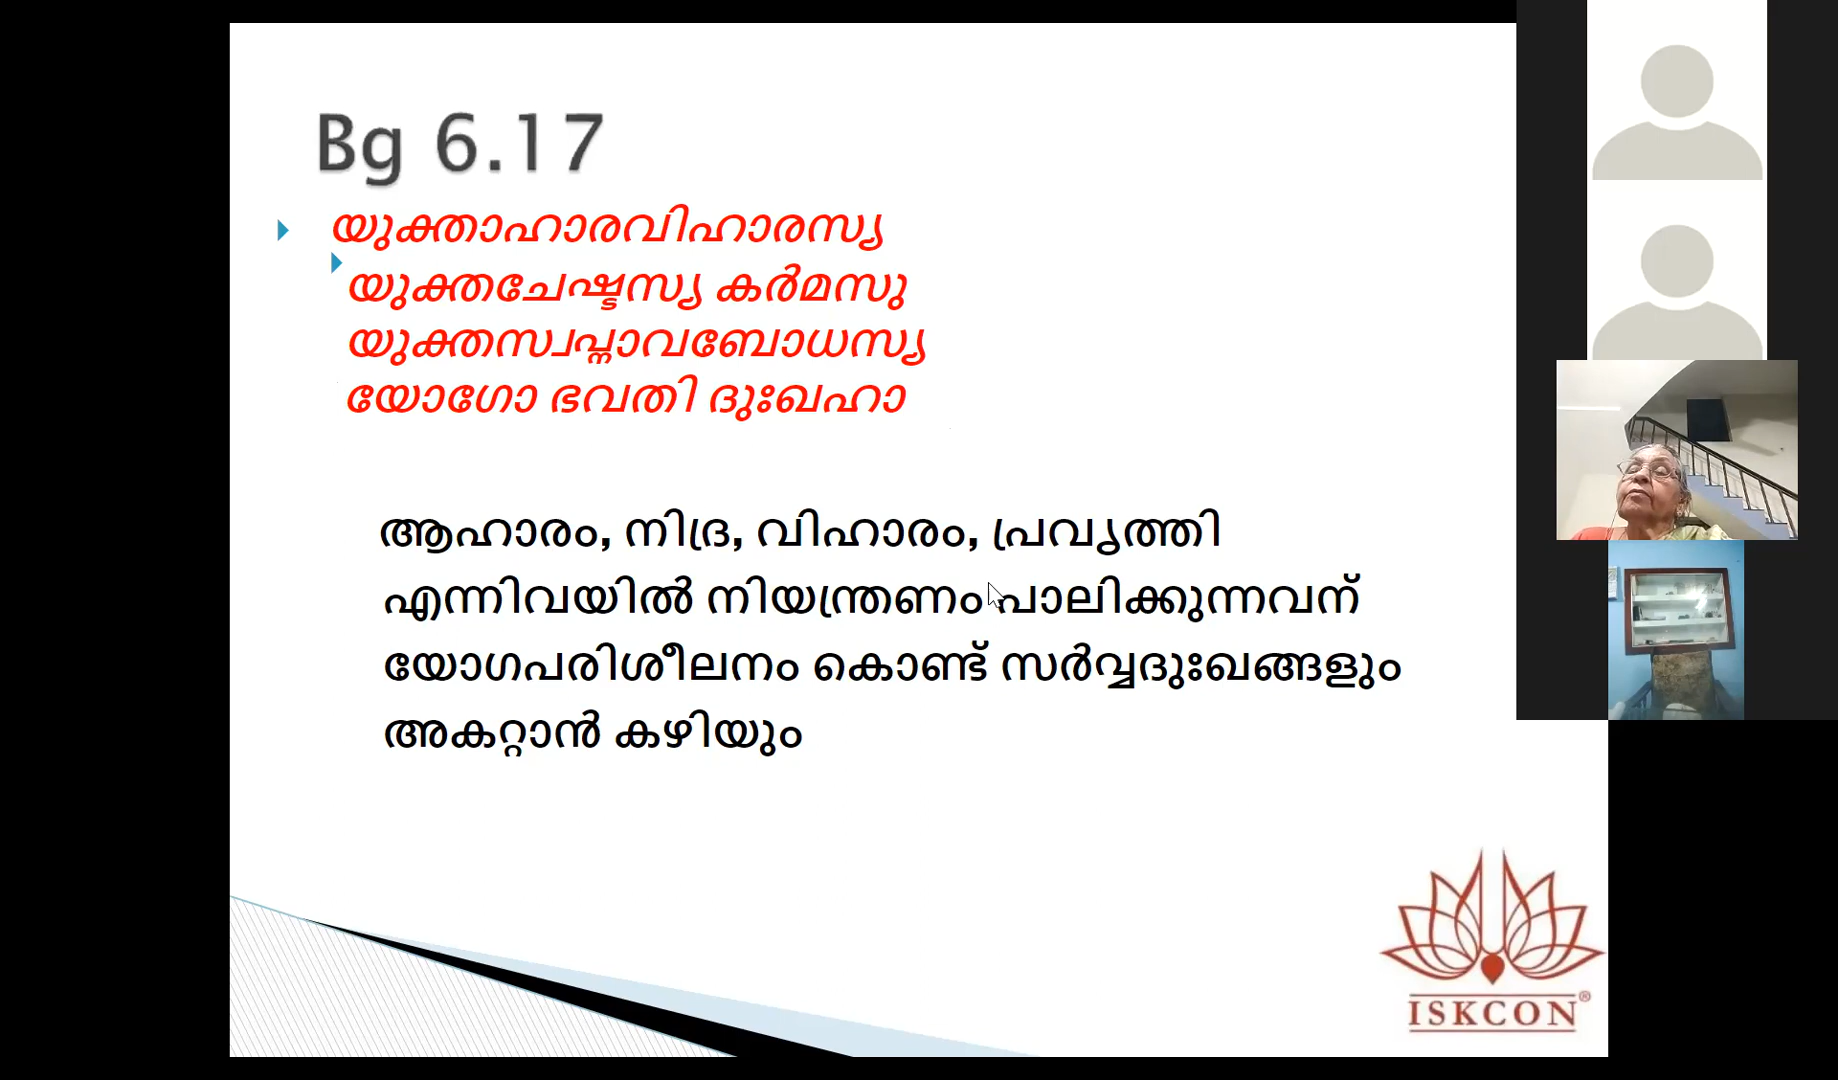 Bg 6.17
യുക്താഹാരവിഹാരസ്യ
യുക്തചേഷ്ടസ്യ കർമസു
യുക്തസ്വപ്നാവബോധസ്യ
യോഗോ ഭവതി ദുഃഖഹാ
ആഹാരം, നിദ്ര, വിഹാരം, പ്രവൃത്തി
എന്നിവയിൽ നിയന്ത്രണം പാലിക്കുന്നവന്
യോഗപരിശീലനം കൊണ്ട് സർവ്വദുഃഖങ്ങളും
അകറ്റാൻ കഴിയും
ISKCON®